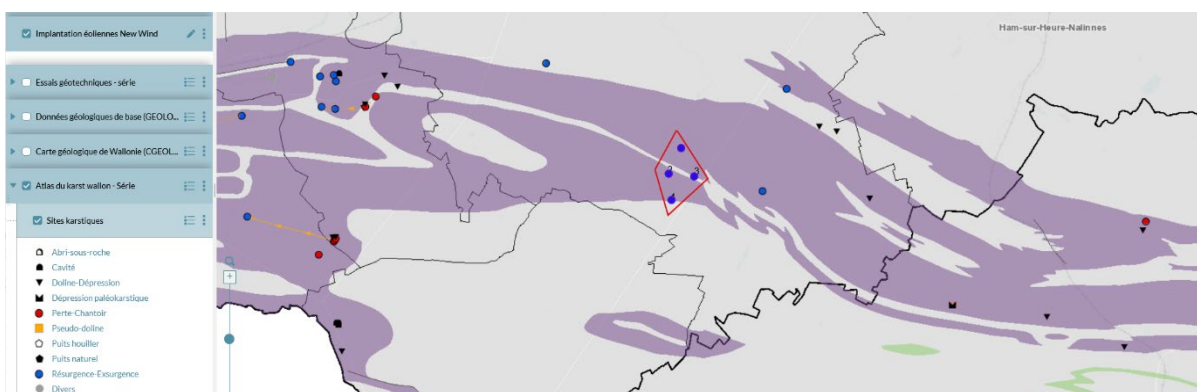 Implantation éoliennes New Wind
Essais géotechniques - série
Données géologiques de base (GEOLO...
Carte géologique de Wallonie (CGEOL...
Atlas du karst wallon - Série
Sites karstiques
Abri-sous-roche
Cavité
Doline-Dépression
Dépression paléokarstique
Perte-Chantoir
Pseudo-doline
Puits houiller
Puits naturel
Résurgence-Exsurgence
Divers
Ham-sur-Heure-Nalinnes